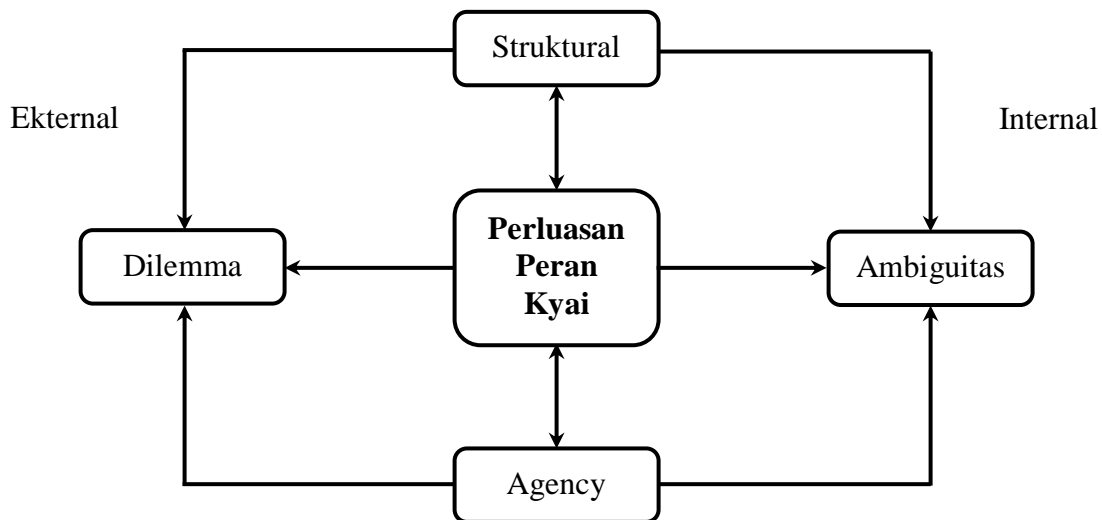 Struktural
Ekternal
Internal
Perluasan
Peran
Kyai
Dilemma
Ambiguitas
Agency